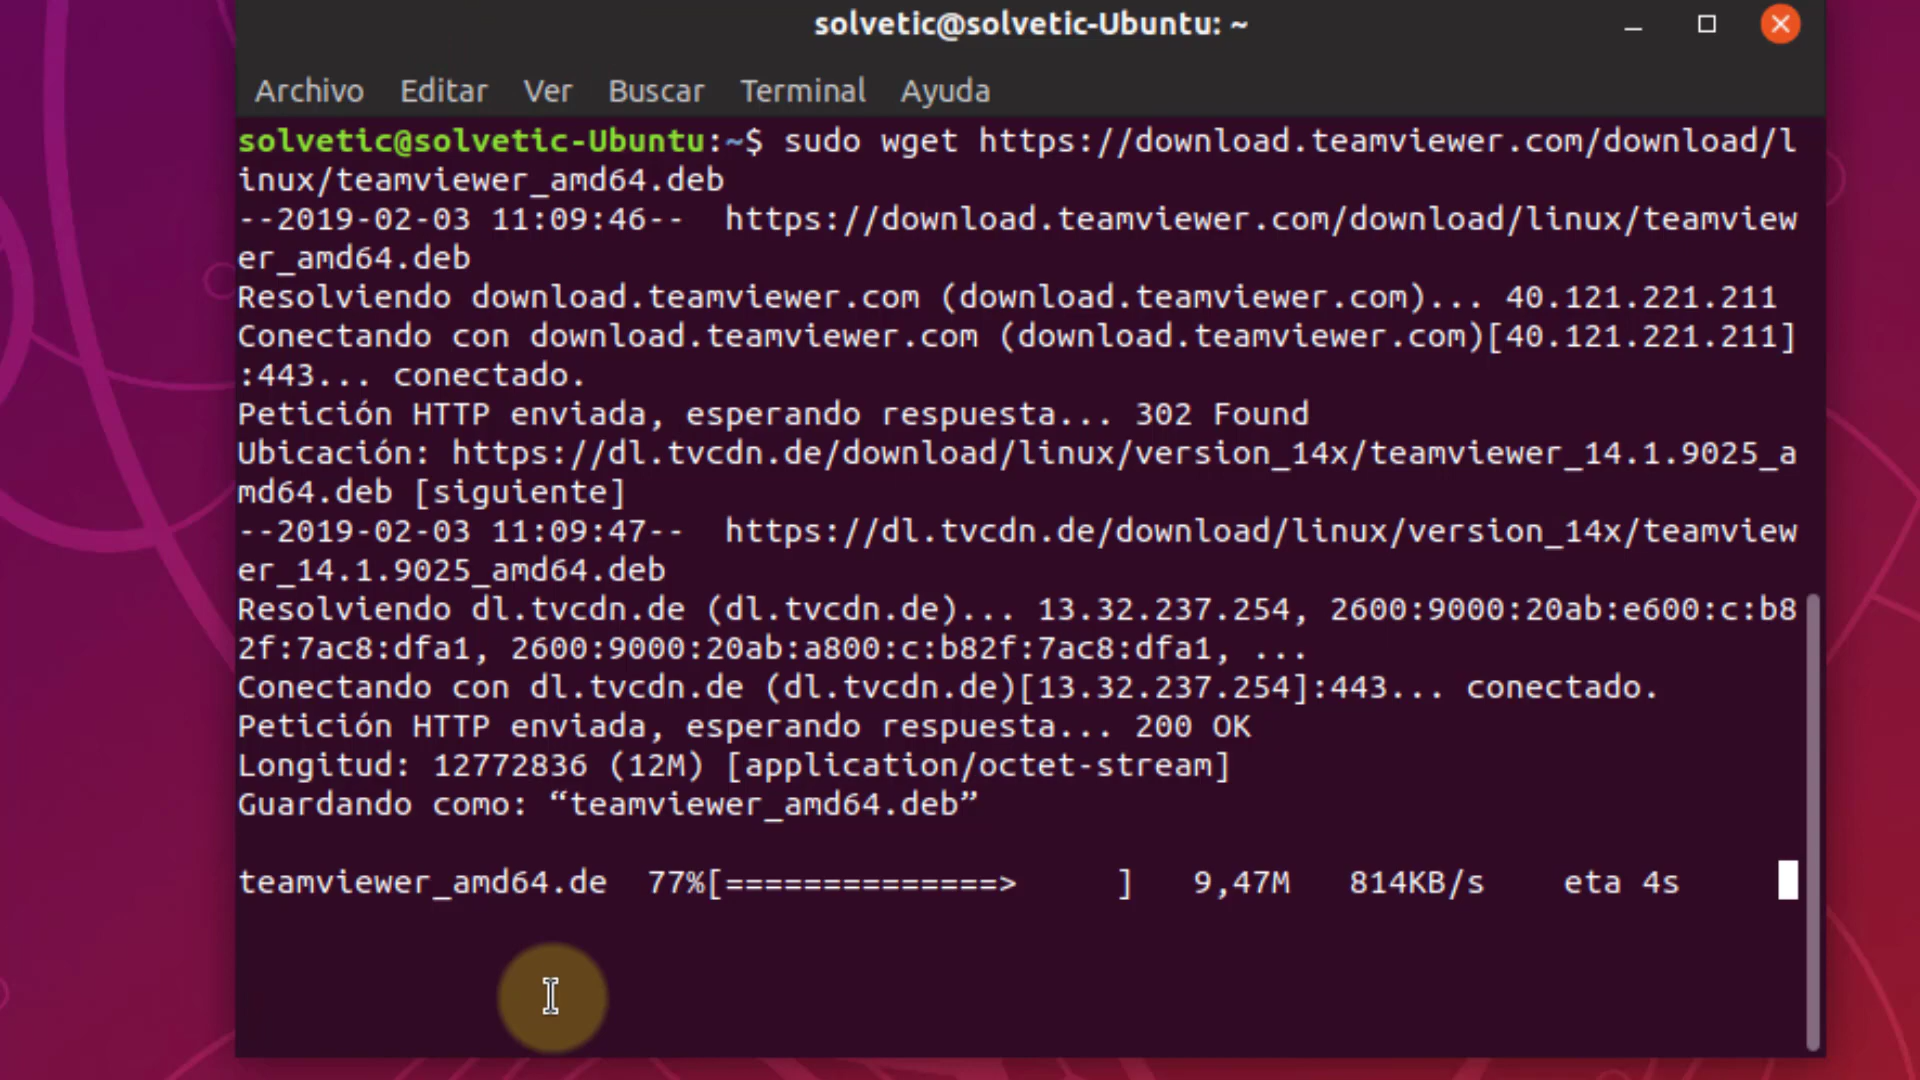 solvetic@solvetic-Ubuntu: ~
Archivo Editar Ver Buscar Terminal Ayuda
solvetic@solvetic-Ubuntu:~$ sudo wget https://download.teamviewer.com/download/l
inux/teamviewer_amd64.deb
--2019-02-03 11:09:46--  https://download.teamviewer.com/download/linux/teamview
er_amd64.deb
Resolviendo download.teamviewer.com (download.teamviewer.com)... 40.121.221.211
Conectando con download.teamviewer.com (download.teamviewer.com)[40.121.221.211]
:443... conectado.
Petición HTTP enviada, esperando respuesta... 302 Found
Ubicación: https://dl.tvcdn.de/download/linux/version_14x/teamviewer_14.1.9025_a
md64.deb [siguiente]
--2019-02-03 11:09:47--  https://dl.tvcdn.de/download/linux/version_14x/teamview
er_14.1.9025_amd64.deb
Resolviendo dl.tvcdn.de (dl.tvcdn.de)... 13.32.237.254, 2600:9000:20ab:e600:c:b8
2f:7ac8:dfa1, 2600:9000:20ab:a800:c:b82f:7ac8:dfa1, ...
Conectando con dl.tvcdn.de (dl.tvcdn.de)[13.32.237.254]:443... conectado.
Petición HTTP enviada, esperando respuesta... 200 OK
Longitud: 12772836 (12M) [application/octet-stream]
Guardando como: “teamviewer_amd64.deb”
teamviewer_amd64.de  77%[==============>     ]   9,47M   814KB/s    eta 4s